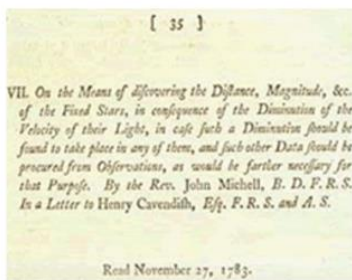 [ 35 ]
VII. On the Means of diſcovering the Diſtance, Magnitude, &c.
of the Fixed Stars, in conſequence of the Diminution of the
Velocity of their Light, in caſe ſuch a Diminution ſhould be
found to take place in any of them, and ſuch other Data ſhould be
procured from Obſervations, as would be farther neceſſary for
that Purpoſe. By the Rev. John Michell, B. D. F. R. S.
In a Letter to Henry Cavendiſh, Eſq. F. R. S. and A. S.
Read November 27, 1783.